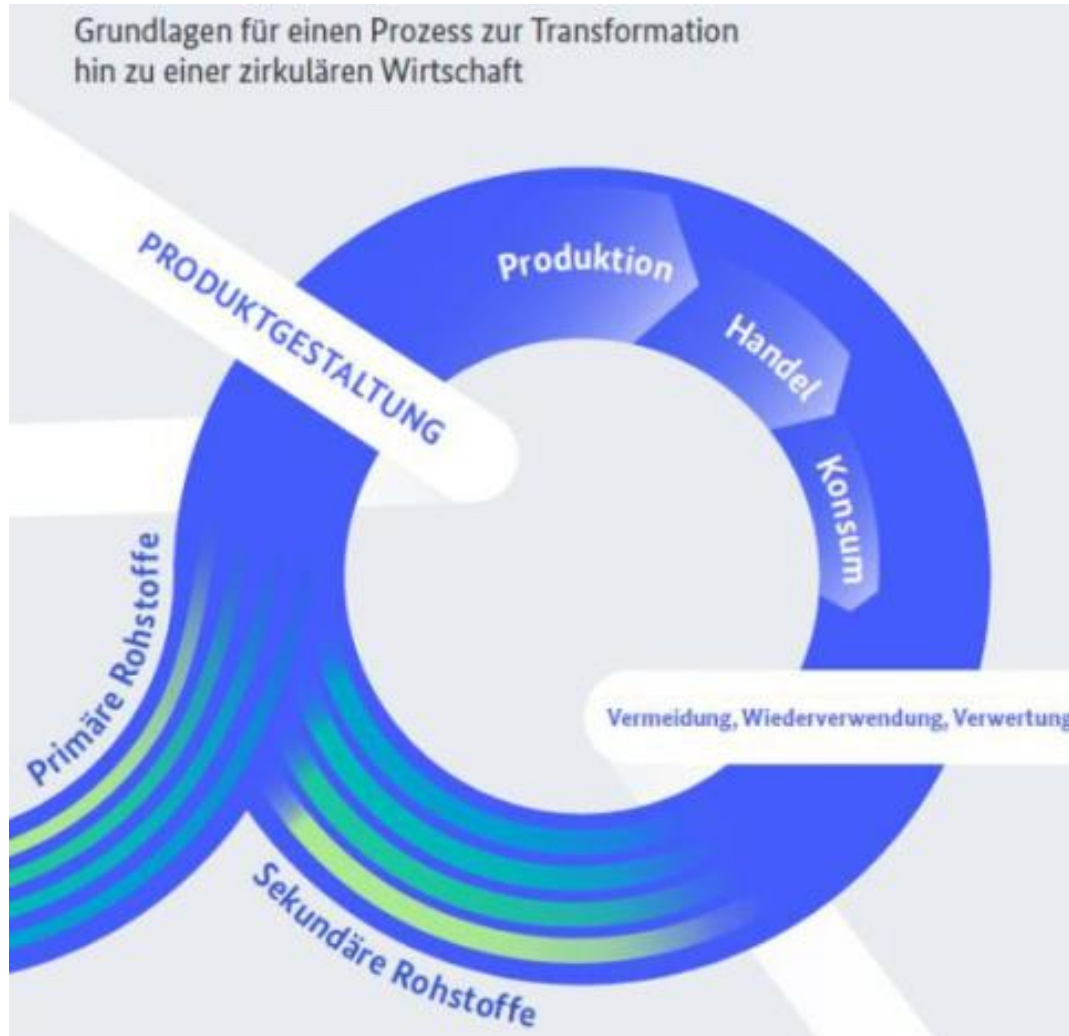 Grundlagen für einen Prozess zur Transformation
hin zu einer zirkulären Wirtschaft
PRODUKTGESTALTUNG
Produktion
Handel
Konsum
Primäre Rohstoffe
Vermeidung, Wiederverwendung, Verwertung
Sekundäre Rohstoffe